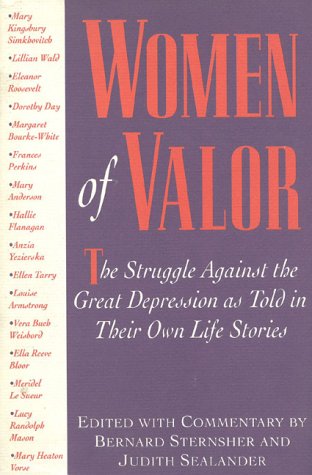 •Mary
Kingsbury
Simkhovitch
•Lillian Wald
•Eleanor
Roosevelt
•Dorothy Day
•Margaret
Bourke-White
•Frances
Perkins
•Mary
Anderson
•Hallie
Flanagan
•Anzia
Yezierska
•Ellen Tarry
•Louise
Armstrong
•Vera Buch
Weisbord
•Ella Reeve
Bloor
•Meridel
Le Sueur
•Lucy
Randolph
Mason
•Mary Heaton
Vorse
WOMEN
of VALOR
The Struggle Against the
Great Depression as Told in
Their Own Life Stories
EDITED WITH COMMENTARY BY
BERNARD STERNSHER AND
JUDITH SEALANDER